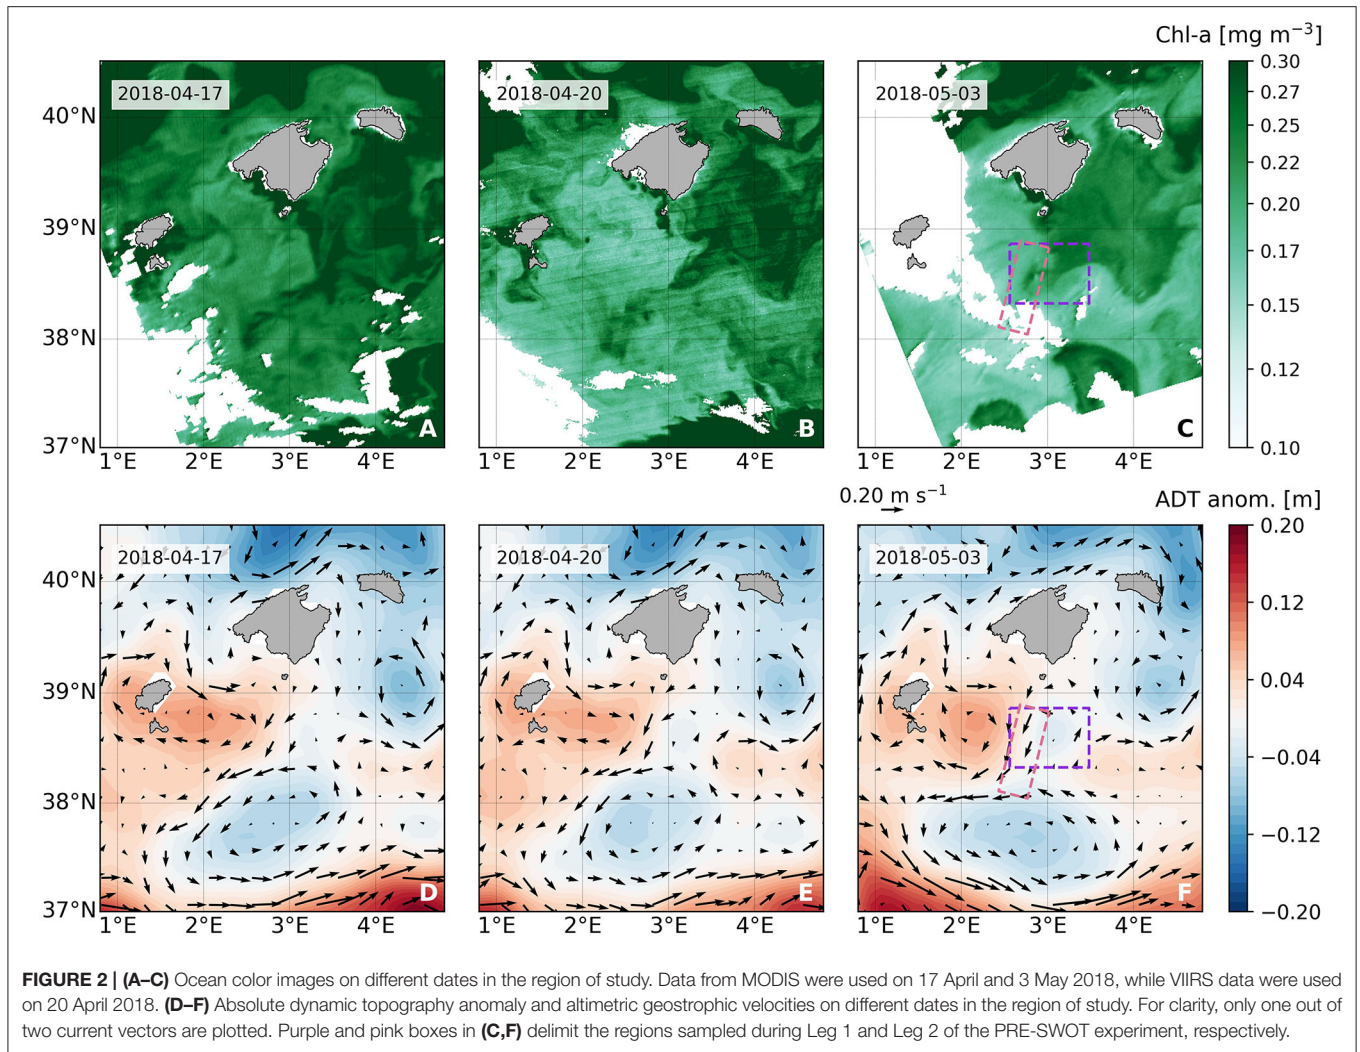 Chl-a [mg m⁻³]
2018-04-17
2018-04-20
2018-05-03
40°N
39°N
38°N
37°N
A
B
C
1°E 2°E 3°E 4°E
1°E 2°E 3°E 4°E
1°E 2°E 3°E 4°E
0.30
0.27
0.25
0.22
0.20
0.17
0.15
0.12
0.10
0.20 m s⁻¹
ADT anom. [m]
2018-04-17
2018-04-20
2018-05-03
40°N
39°N
38°N
37°N
D
E
F
1°E 2°E 3°E 4°E
1°E 2°E 3°E 4°E
1°E 2°E 3°E 4°E
0.20
0.12
0.04
−0.04
−0.12
−0.20
FIGURE 2 | (A–C) Ocean color images on different dates in the region of study. Data from MODIS were used on 17 April and 3 May 2018, while VIIRS data were used
on 20 April 2018. (D–F) Absolute dynamic topography anomaly and altimetric geostrophic velocities on different dates in the region of study. For clarity, only one out of
two current vectors are plotted. Purple and pink boxes in (C,F) delimit the regions sampled during Leg 1 and Leg 2 of the PRE-SWOT experiment, respectively.